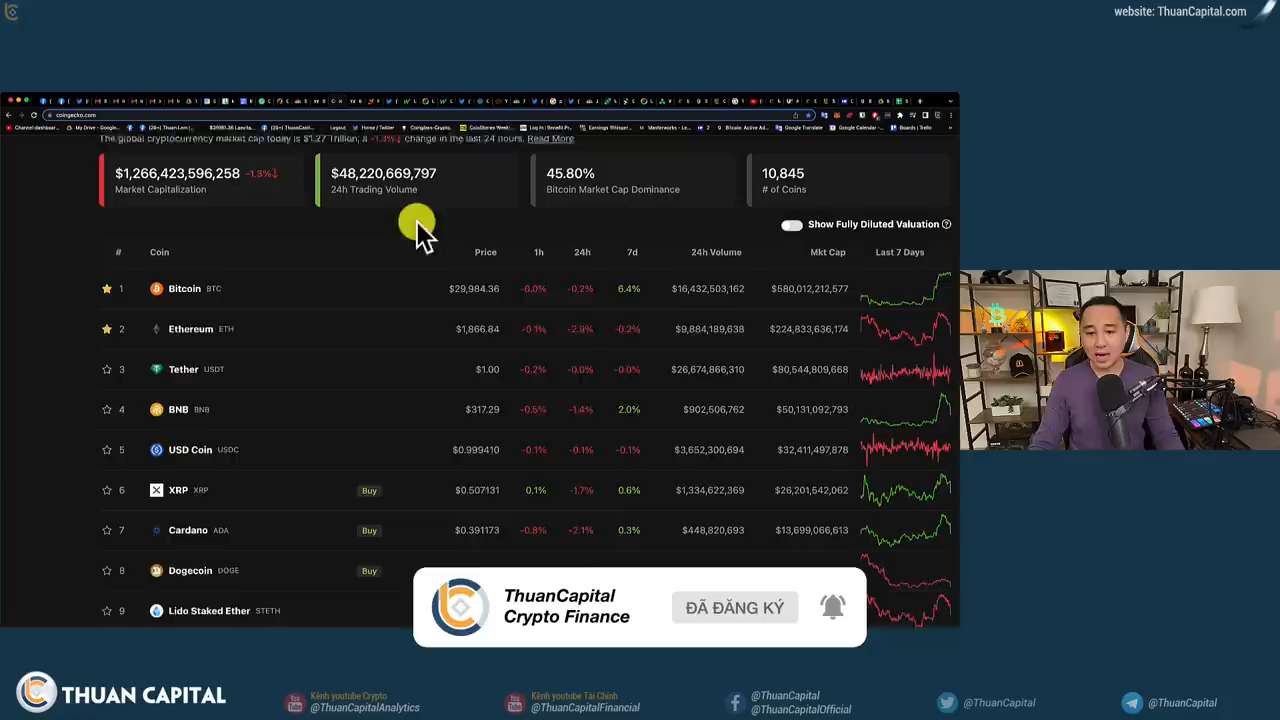 website: ThuanCapital.com
coingecko.com
The global cryptocurrency market cap today is $1.27 Trillion, a -1.3%↓ change in the last 24 hours. Read More
$1,266,423,596,258 -1.3%↓
Market Capitalization
$48,220,669,797
24h Trading Volume
45.80%
Bitcoin Market Cap Dominance
10,845
# of Coins
Show Fully Diluted Valuation
# Coin Price 1h 24h 7d 24h Volume Mkt Cap Last 7 Days
1 Bitcoin BTC $29,984.36 -0.0% -0.2% 6.4% $16,432,503,162 $580,012,212,577
2 Ethereum ETH $1,866.84 -0.1% -2.9% -0.2% $9,884,189,638 $224,833,636,174
3 Tether USDT $1.00 -0.2% -0.0% -0.0% $26,674,866,310 $80,544,809,668
4 BNB BNB $317.29 -0.5% -1.4% 2.0% $902,506,762 $50,131,092,793
5 USD Coin USDC $0.999410 -0.1% -0.1% -0.1% $3,652,300,694 $32,411,497,878
6 XRP XRP Buy $0.507131 0.1% -1.7% 0.6% $1,334,622,369 $26,201,542,062
7 Cardano ADA Buy $0.391173 -0.8% -2.1% 0.3% $448,820,693 $13,699,066,613
8 Dogecoin DOGE Buy
9 Lido Staked Ether STETH
ThuanCapital
Crypto Finance
ĐÃ ĐĂNG KÝ
THUAN CAPITAL
Kênh youtube Crypto
@ThuanCapitalAnalytics
Kênh youtube Tài Chính
@ThuanCapitalFinancial
@ThuanCapital
@ThuanCapitalOfficial
@ThuanCapital
@ThuanCapital